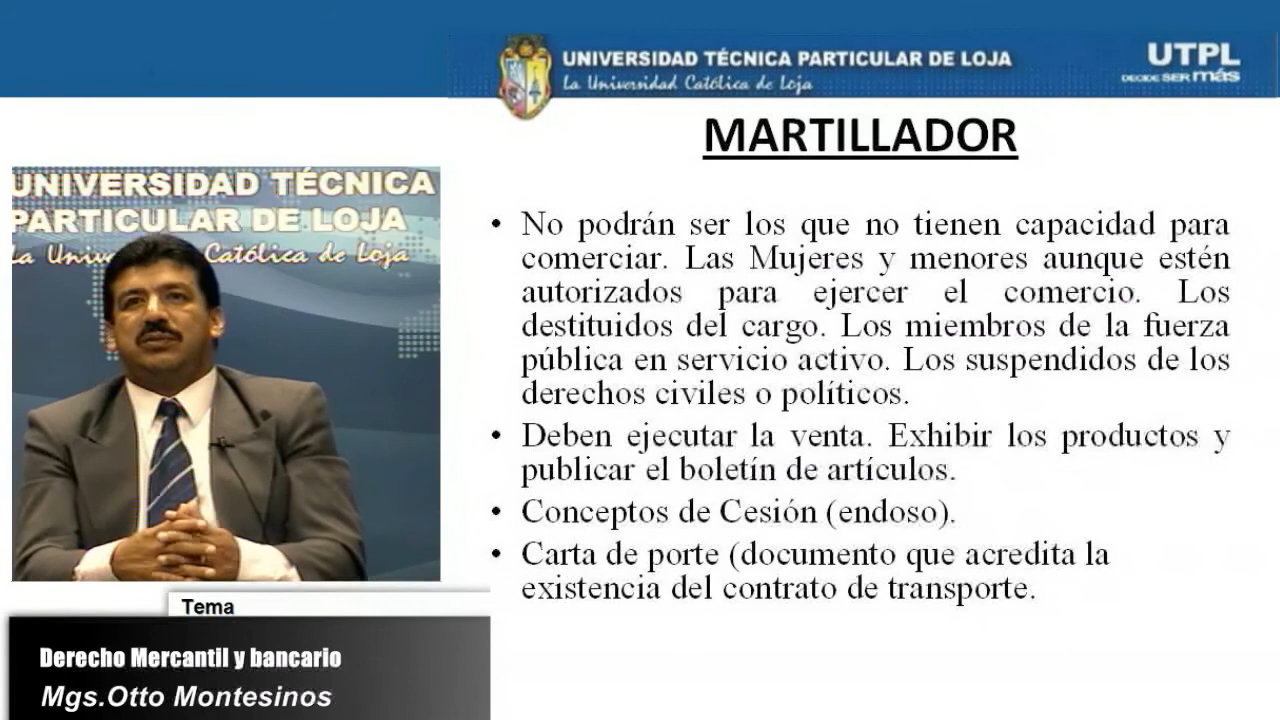 UNIVERSIDAD TÉCNICA PARTICULAR DE LOJA
La Universidad Católica de Loja
UTPL
DECIDE SER más
MARTILLADOR
UNIVERSIDAD TÉCNICA
PARTICULAR DE LOJA
La Univ Católica de Loja
• No podrán ser los que no tienen capacidad para
comerciar. Las Mujeres y menores aunque estén
autorizados para ejercer el comercio. Los
destituidos del cargo. Los miembros de la fuerza
pública en servicio activo. Los suspendidos de los
derechos civiles o políticos.
• Deben ejecutar la venta. Exhibir los productos y
publicar el boletín de artículos.
• Conceptos de Cesión (endoso).
• Carta de porte (documento que acredita la
existencia del contrato de transporte.
Tema
Derecho Mercantil y bancario
Mgs.Otto Montesinos